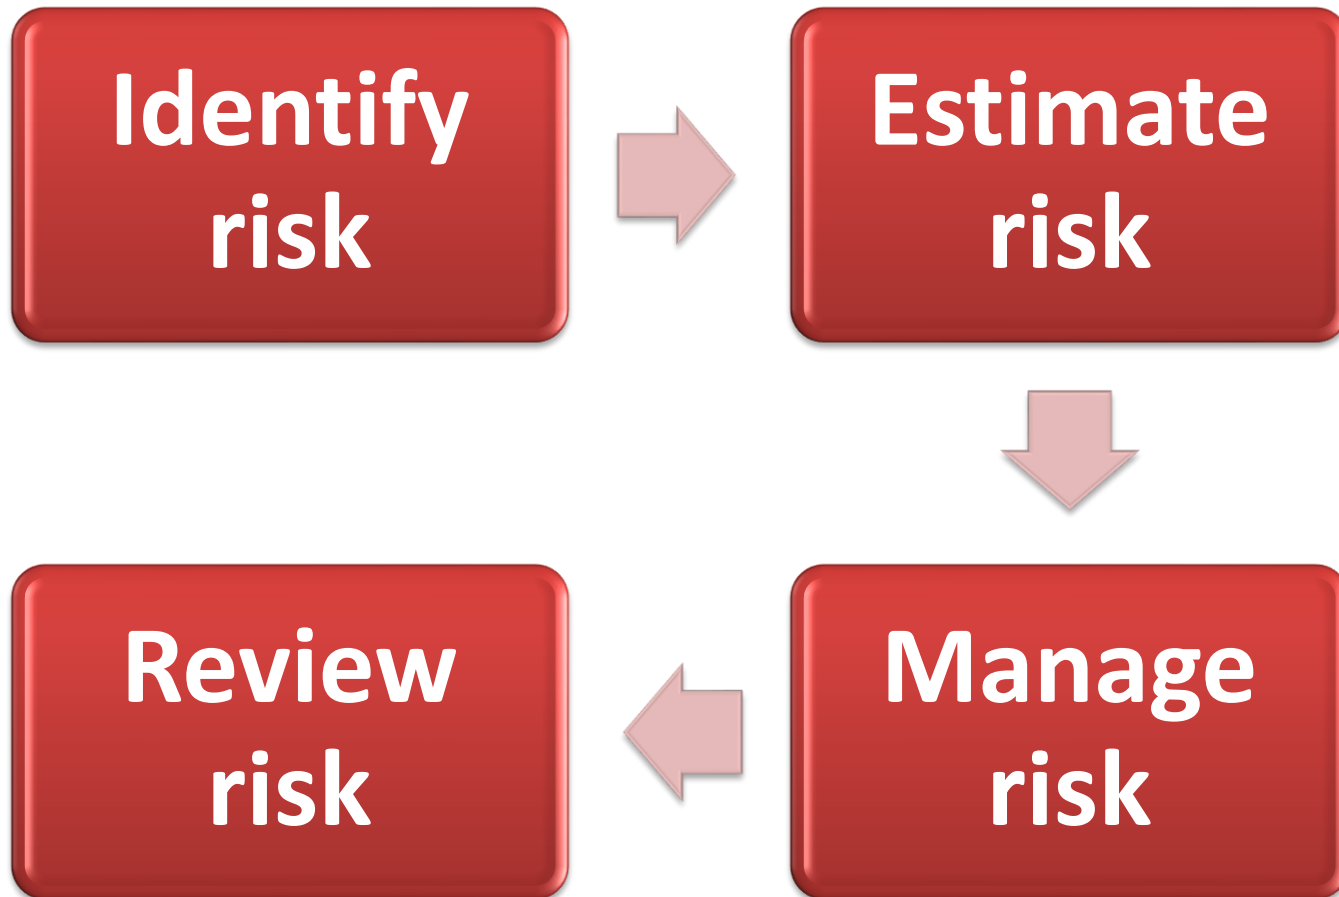 Identify
risk
Estimate
risk
Manage
risk
Review
risk